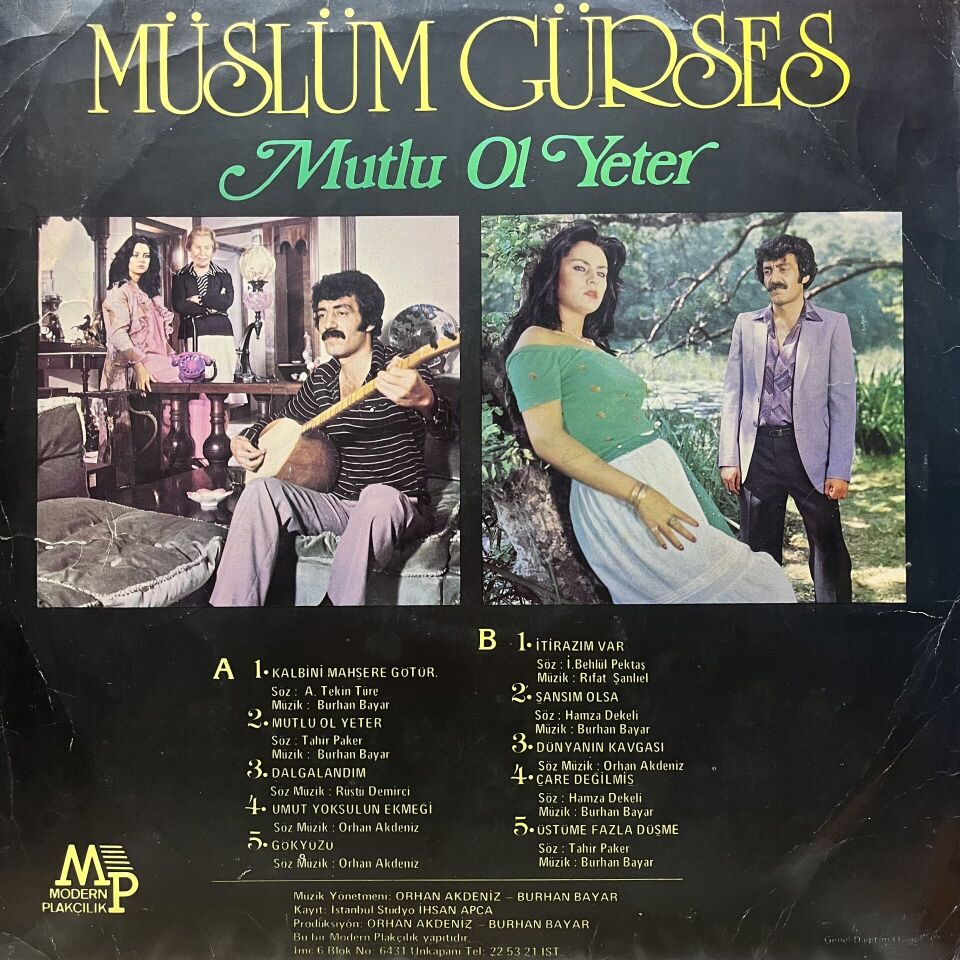 MÜSLÜM GÜRSES
Mutlu Ol Yeter
A
1. KALBİNİ MAHŞERE GÖTÜR.
Söz : A. Tekin Türe
Müzik : Burhan Bayar
2. MUTLU OL YETER
Söz : Tahir Paker
Müzik : Burhan Bayar
3. DALGALANDIM
Söz Müzik : Rüstü Demirci
4. UMUT YOKSULUN EKMEĞİ
Söz Müzik : Orhan Akdeniz
5. GÖKYÜZÜ
Söz Müzik : Orhan Akdeniz
B
1. İTİRAZIM VAR
Söz : İ.Behlül Pektaş
Müzik : Rıfat Şanlıel
2. ŞANSIM OLSA
Söz : Hamza Dekeli
Müzik : Burhan Bayar
3. DÜNYANIN KAVGASI
Söz Müzik : Orhan Akdeniz
4. ÇARE DEĞİLMİŞ
Söz : Hamza Dekeli
Müzik : Burhan Bayar
5. ÜSTÜME FAZLA DÜŞME
Söz : Tahir Paker
Müzik : Burhan Bayar
MP
MODERN
PLAKÇILIK
Müzik Yönetmeni: ORHAN AKDENİZ – BURHAN BAYAR
Kayıt: İstanbul Stüdyo İHSAN APÇA
Prodüksiyön: ORHAN AKDENİZ – BURHAN BAYAR
Bu bir Modern Plakçılık yapıtıdır.
İmc 6 Blok No: 6431 Unkapanı Tel: 22 53 21 İST.
Genel Dağıtım